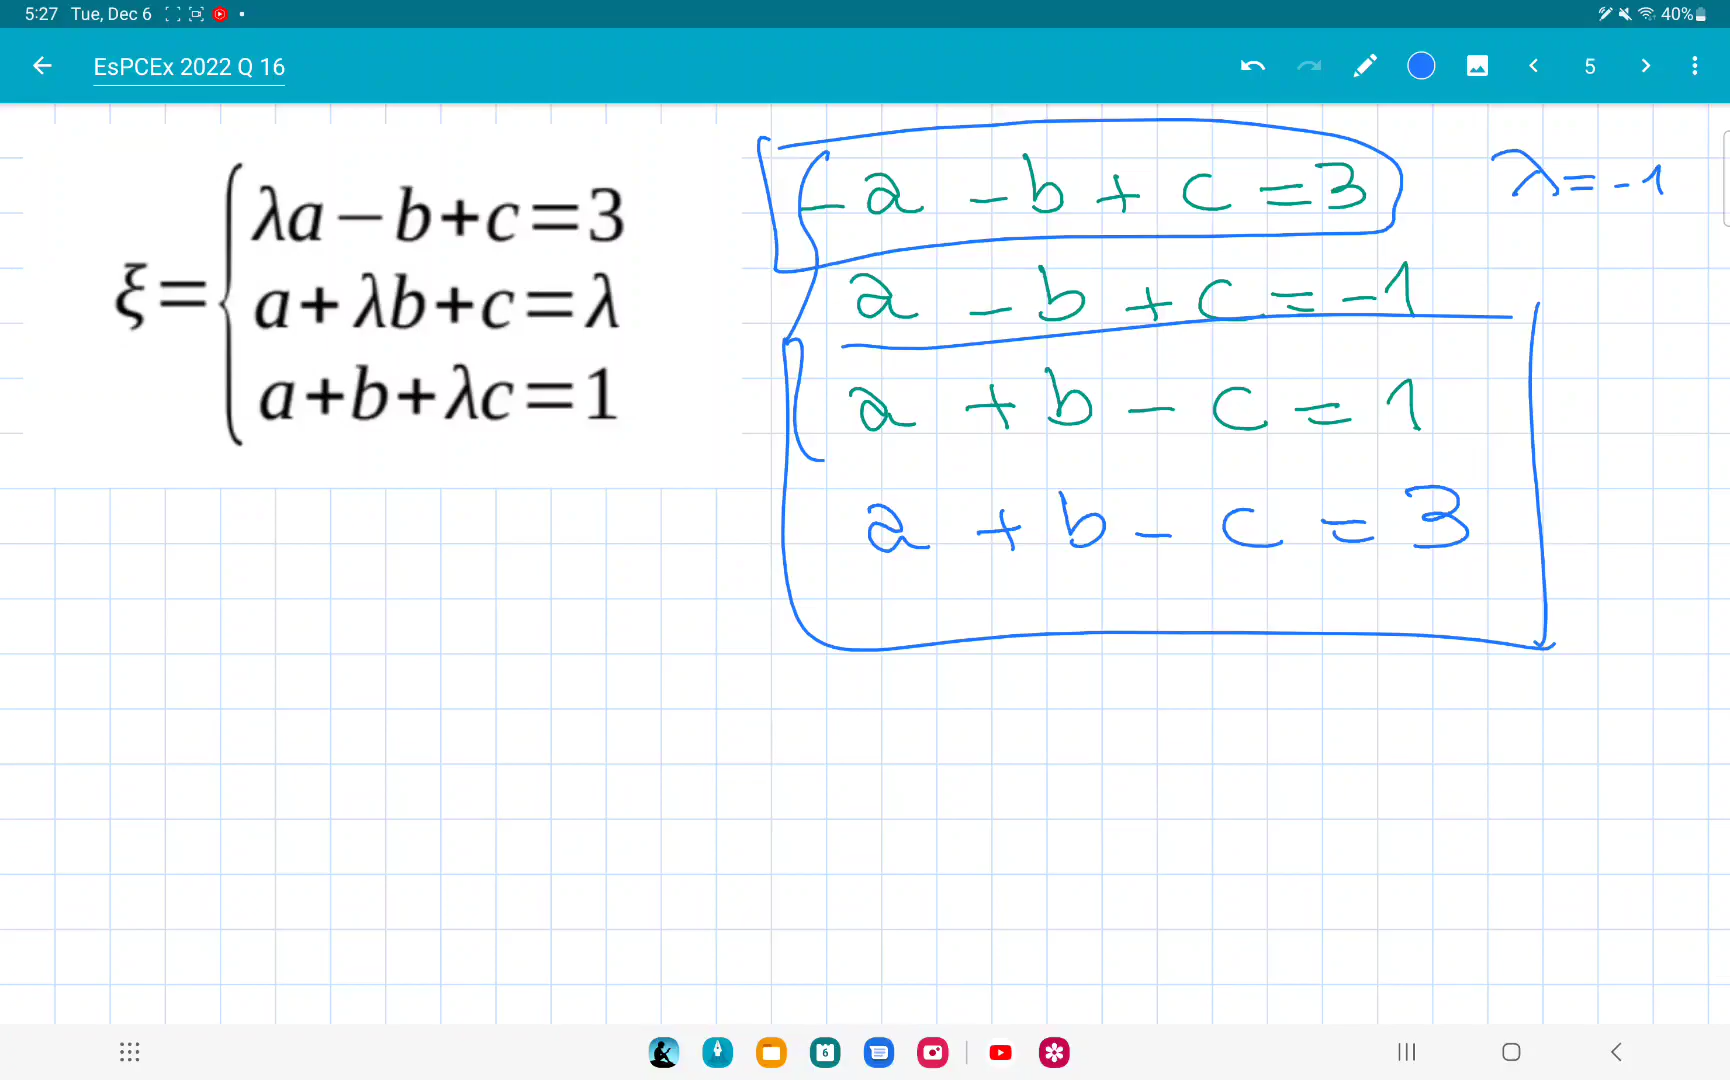 5:27 Tue, Dec 6
40%
EsPCEx 2022 Q 16
5
λa − b + c = 3
ξ = a + λb + c = λ
a + b + λc = 1
λ = -1
- a - b + c = 3
a - b + c = -1
a + b - c = 1
a + b - c = 3
6